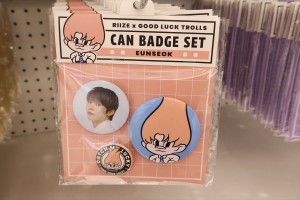 RIIZE x GOOD LUCK TROLLS
CAN BADGE SET
EUNSEOK